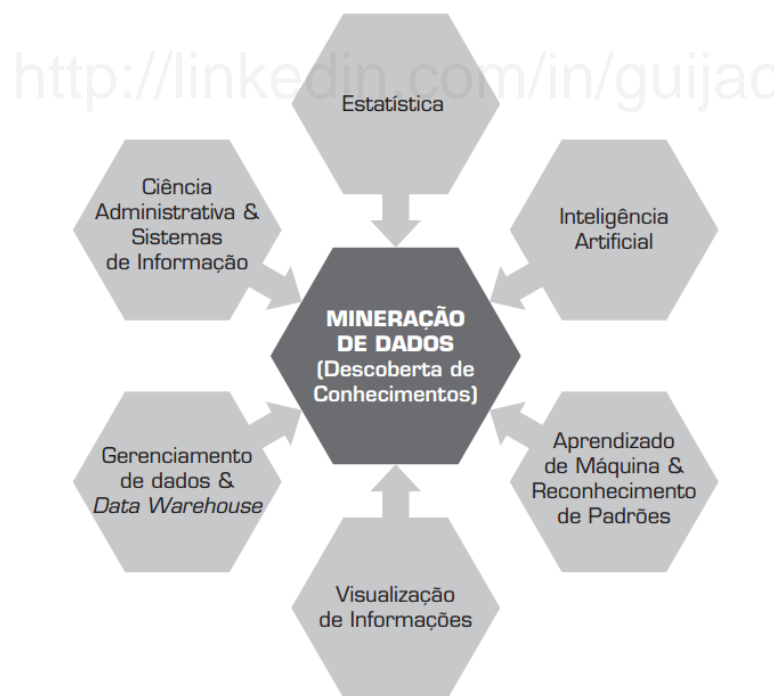 http://linkedin.com/in/guijac
Estatística
Ciência
Administrativa &
Sistemas
de Informação
Inteligência
Artificial
MINERAÇÃO
DE DADOS
(Descoberta de
Conhecimentos)
Gerenciamento
de dados &
Data Warehouse
Aprendizado
de Máquina &
Reconhecimento
de Padrões
Visualização
de Informações